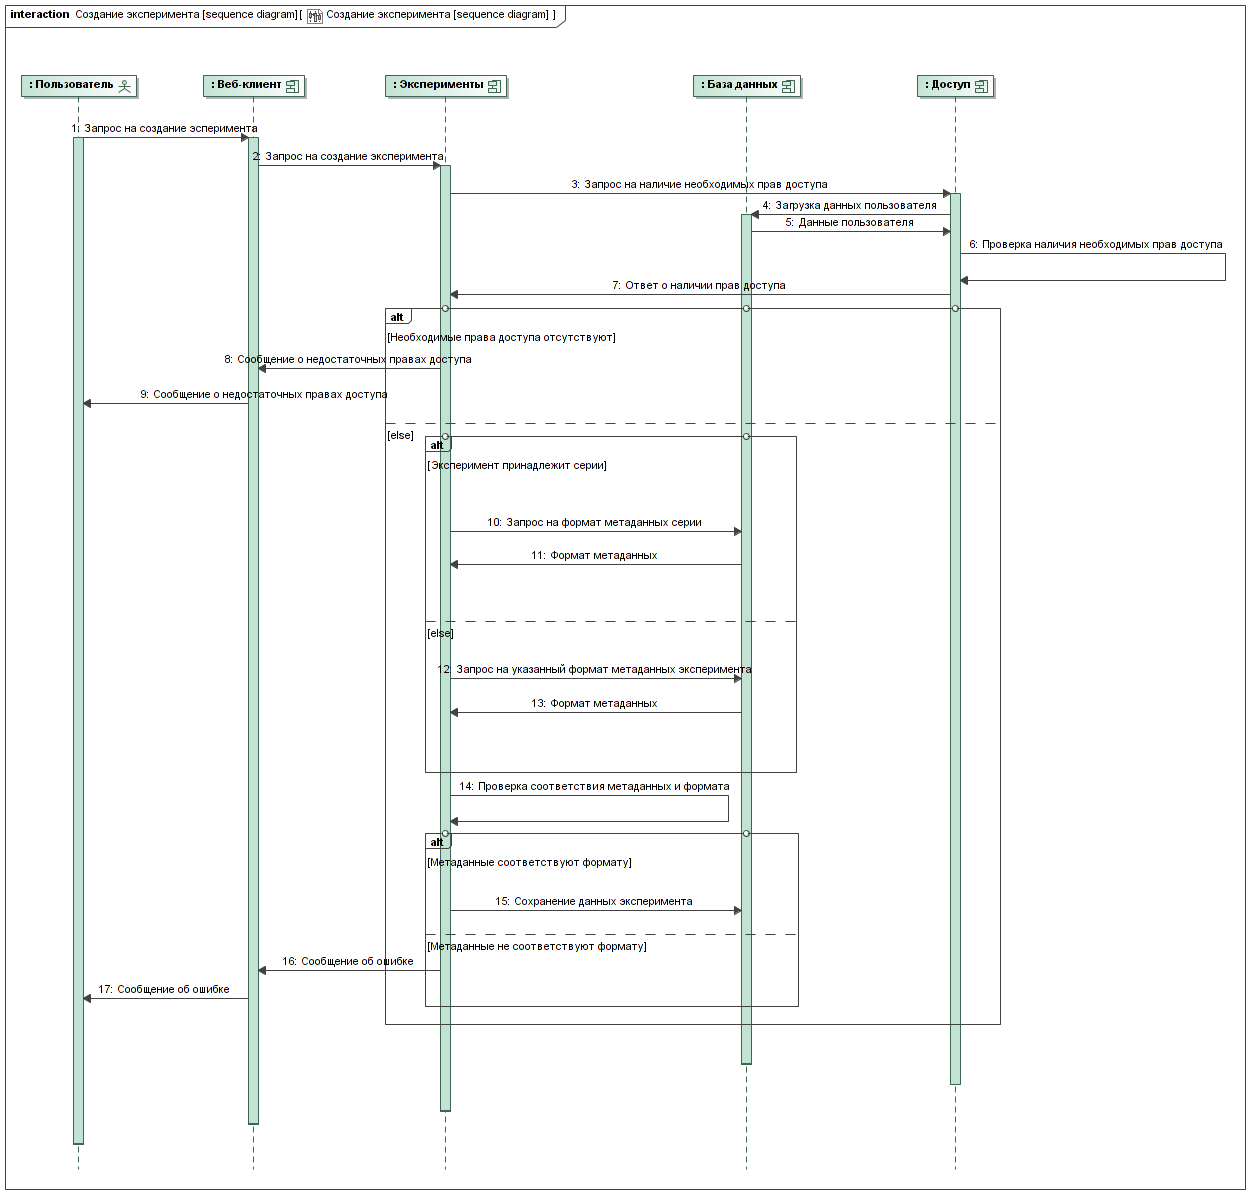 interaction Создание эксперимента [sequence diagram] [ Создание эксперимента [sequence diagram] ]
: Пользователь
: Веб-клиент
: Эксперименты
: База данных
: Доступ
1: Запрос на создание эсперимента
2: Запрос на создание эксперимента
3: Запрос на наличие необходимых прав доступа
4: Загрузка данных пользователя
5: Данные пользователя
6: Проверка наличия необходимых прав доступа
7: Ответ о наличии прав доступа
alt
[Необходимые права доступа отсутствуют]
8: Сообщение о недостаточных правах доступа
9: Сообщение о недостаточных правах доступа
[else]
alt
[Эксперимент принадлежит серии]
10: Запрос на формат метаданных серии
11: Формат метаданных
[else]
12: Запрос на указанный формат метаданных эксперимента
13: Формат метаданных
14: Проверка соответствия метаданных и формата
alt
[Метаданные соответствуют формату]
15: Сохранение данных эксперимента
[Метаданные не соответствуют формату]
16: Сообщение об ошибке
17: Сообщение об ошибке